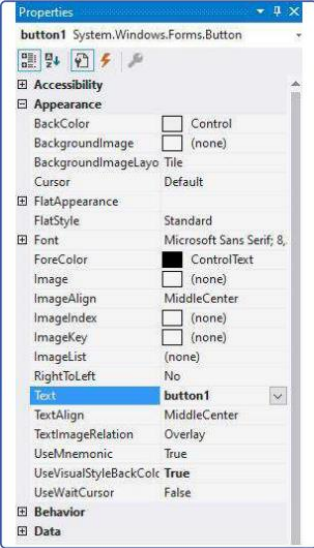 Properties
button1 System.Windows.Forms.Button
Accessibility
Appearance
BackColor Control
BackgroundImage (none)
BackgroundImageLayo Tile
Cursor Default
FlatAppearance
FlatStyle Standard
Font Microsoft Sans Serif; 8,
ForeColor ControlText
Image (none)
ImageAlign MiddleCenter
ImageIndex (none)
ImageKey (none)
ImageList (none)
RightToLeft No
Text button1
TextAlign MiddleCenter
TextImageRelation Overlay
UseMnemonic True
UseVisualStyleBackColc True
UseWaitCursor False
Behavior
Data